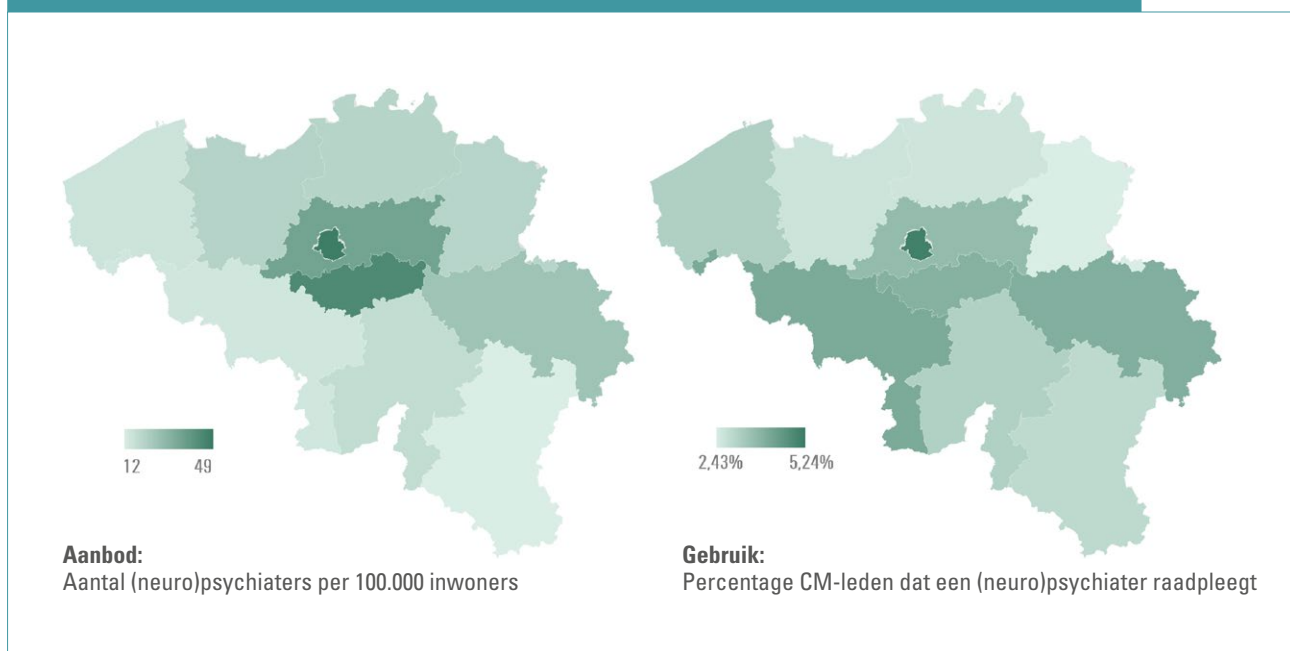 12 49
2,43% 5,24%
Aanbod:
Aantal (neuro)psychiaters per 100.000 inwoners
Gebruik:
Percentage CM-leden dat een (neuro)psychiater raadpleegt